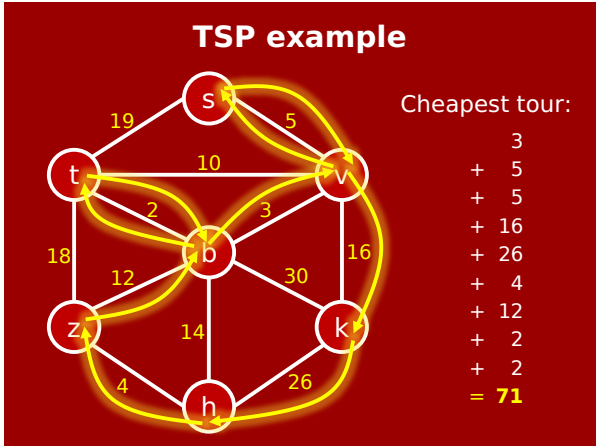 TSP example
s
Cheapest tour:
19
5
3
10
+ 5
t
v
+ 5
2
3
+ 16
b
18
16
+ 26
12
30
+ 4
z
14
k
+ 12
+ 2
4
26
+ 2
h
= 71